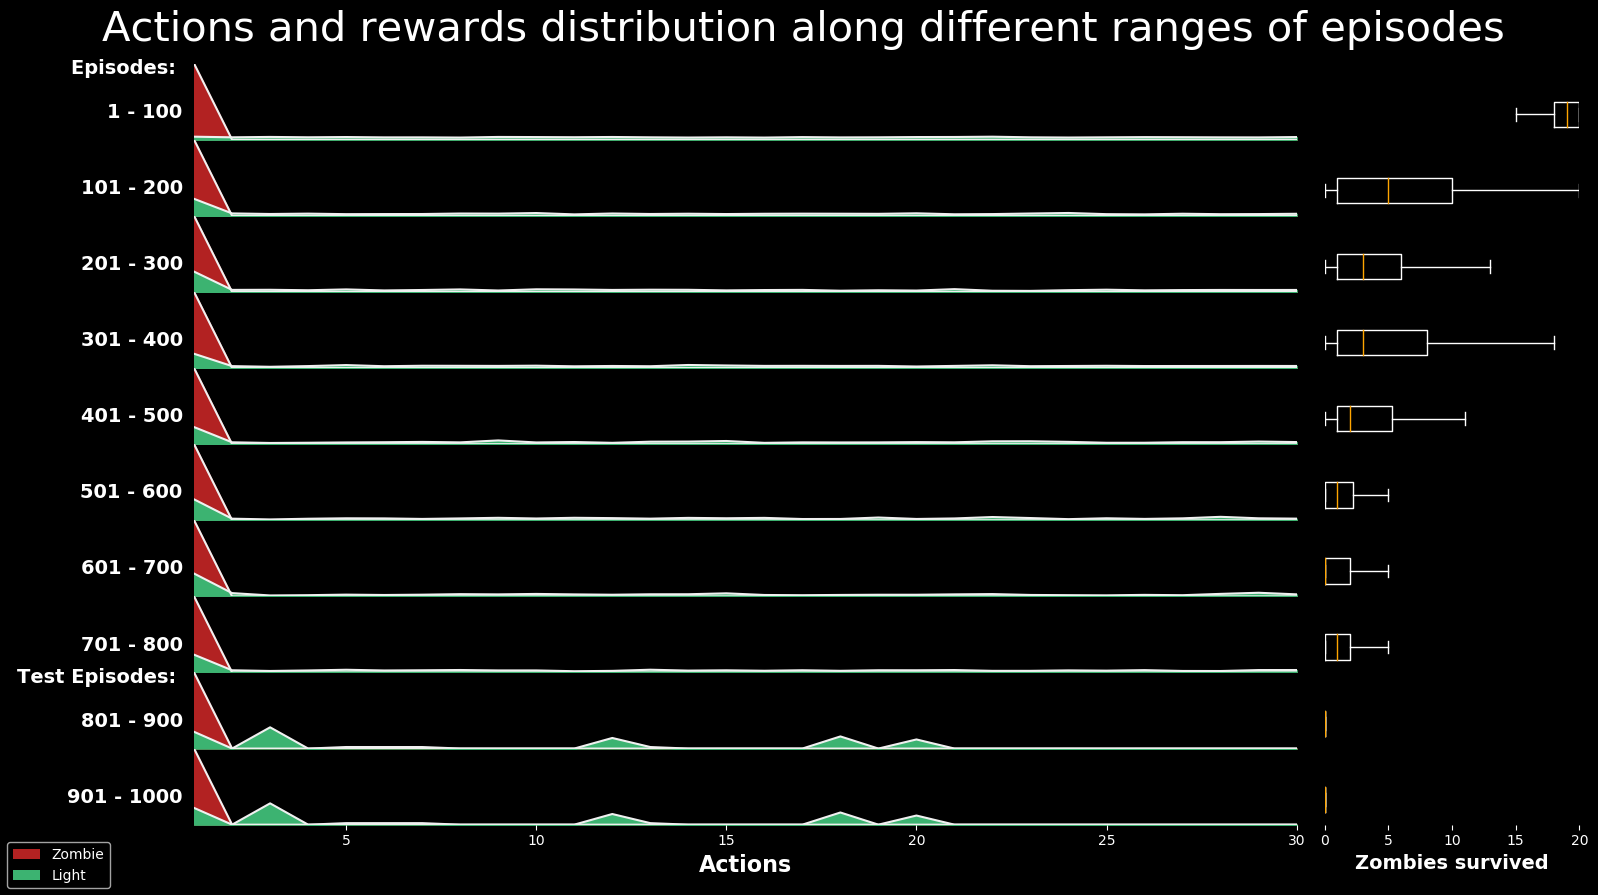 Actions and rewards distribution along different ranges of episodes
Episodes:
1 - 100
101 - 200
201 - 300
301 - 400
401 - 500
501 - 600
601 - 700
701 - 800
Test Episodes:
801 - 900
901 - 1000
5 10 15 20 25 30
0 5 10 15 20
Actions
Zombies survived
Zombie
Light